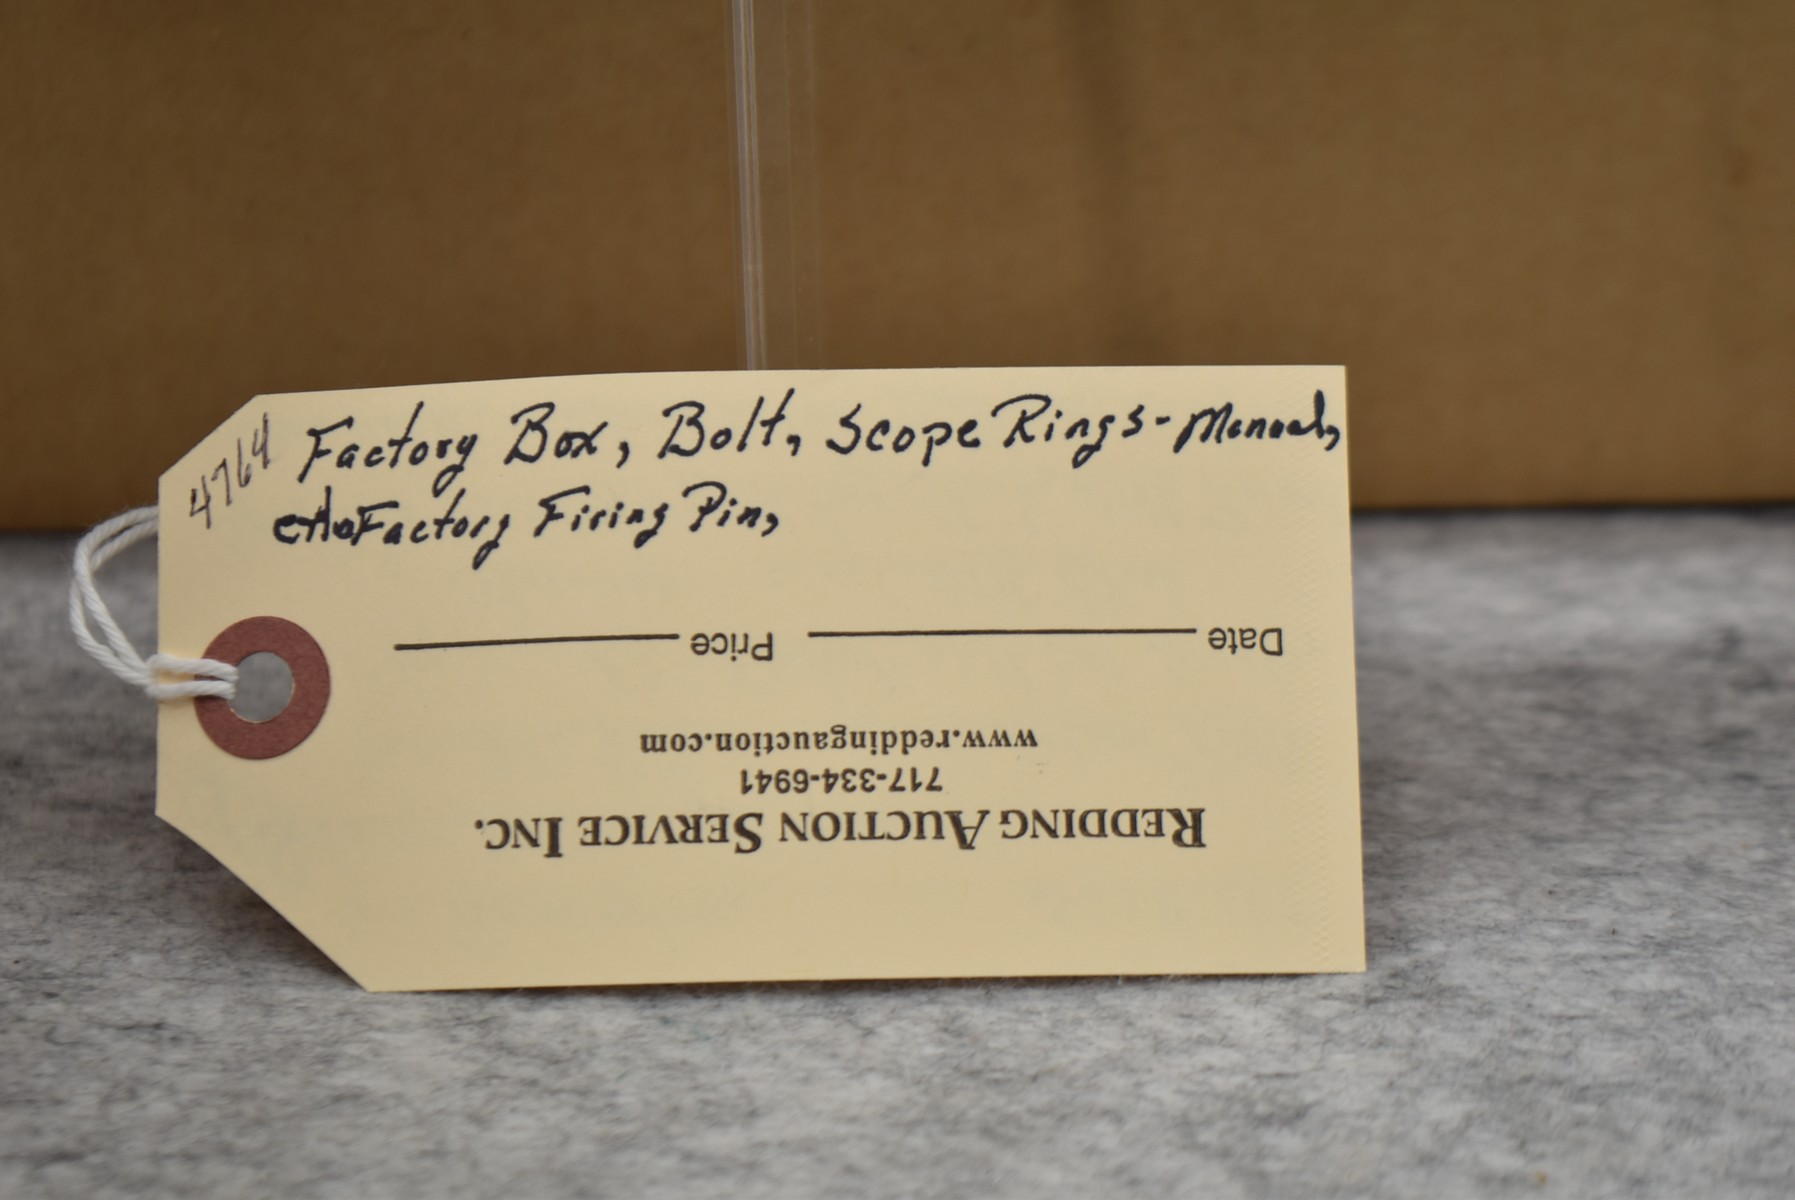 4764
Factory Box, Bolt, Scope Rings - Manual,
Factory Firing Pin,
Date Price
www.reddingauction.com
717-334-6941
REDDING AUCTION SERVICE INC.